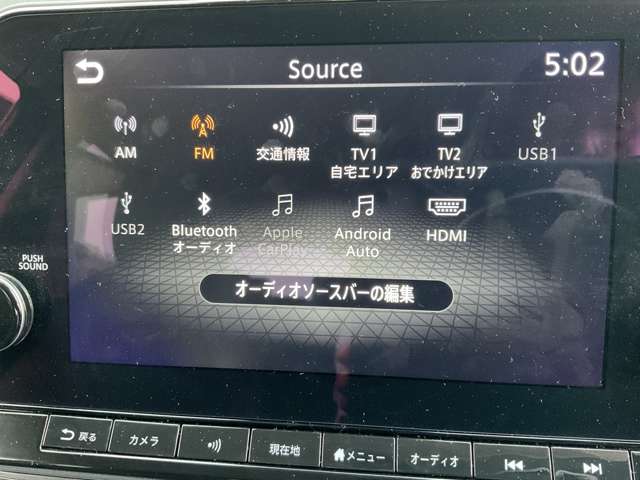 Source
5:02
AM
FM
交通情報
TV1
自宅エリア
TV2
おでかけエリア
USB1
USB2
Bluetooth
オーディオ
Apple
CarPlay
Android
Auto
HDMI
オーディオソースバーの編集
PUSH
SOUND
戻る
カメラ
現在地
メニュー
オーディオ